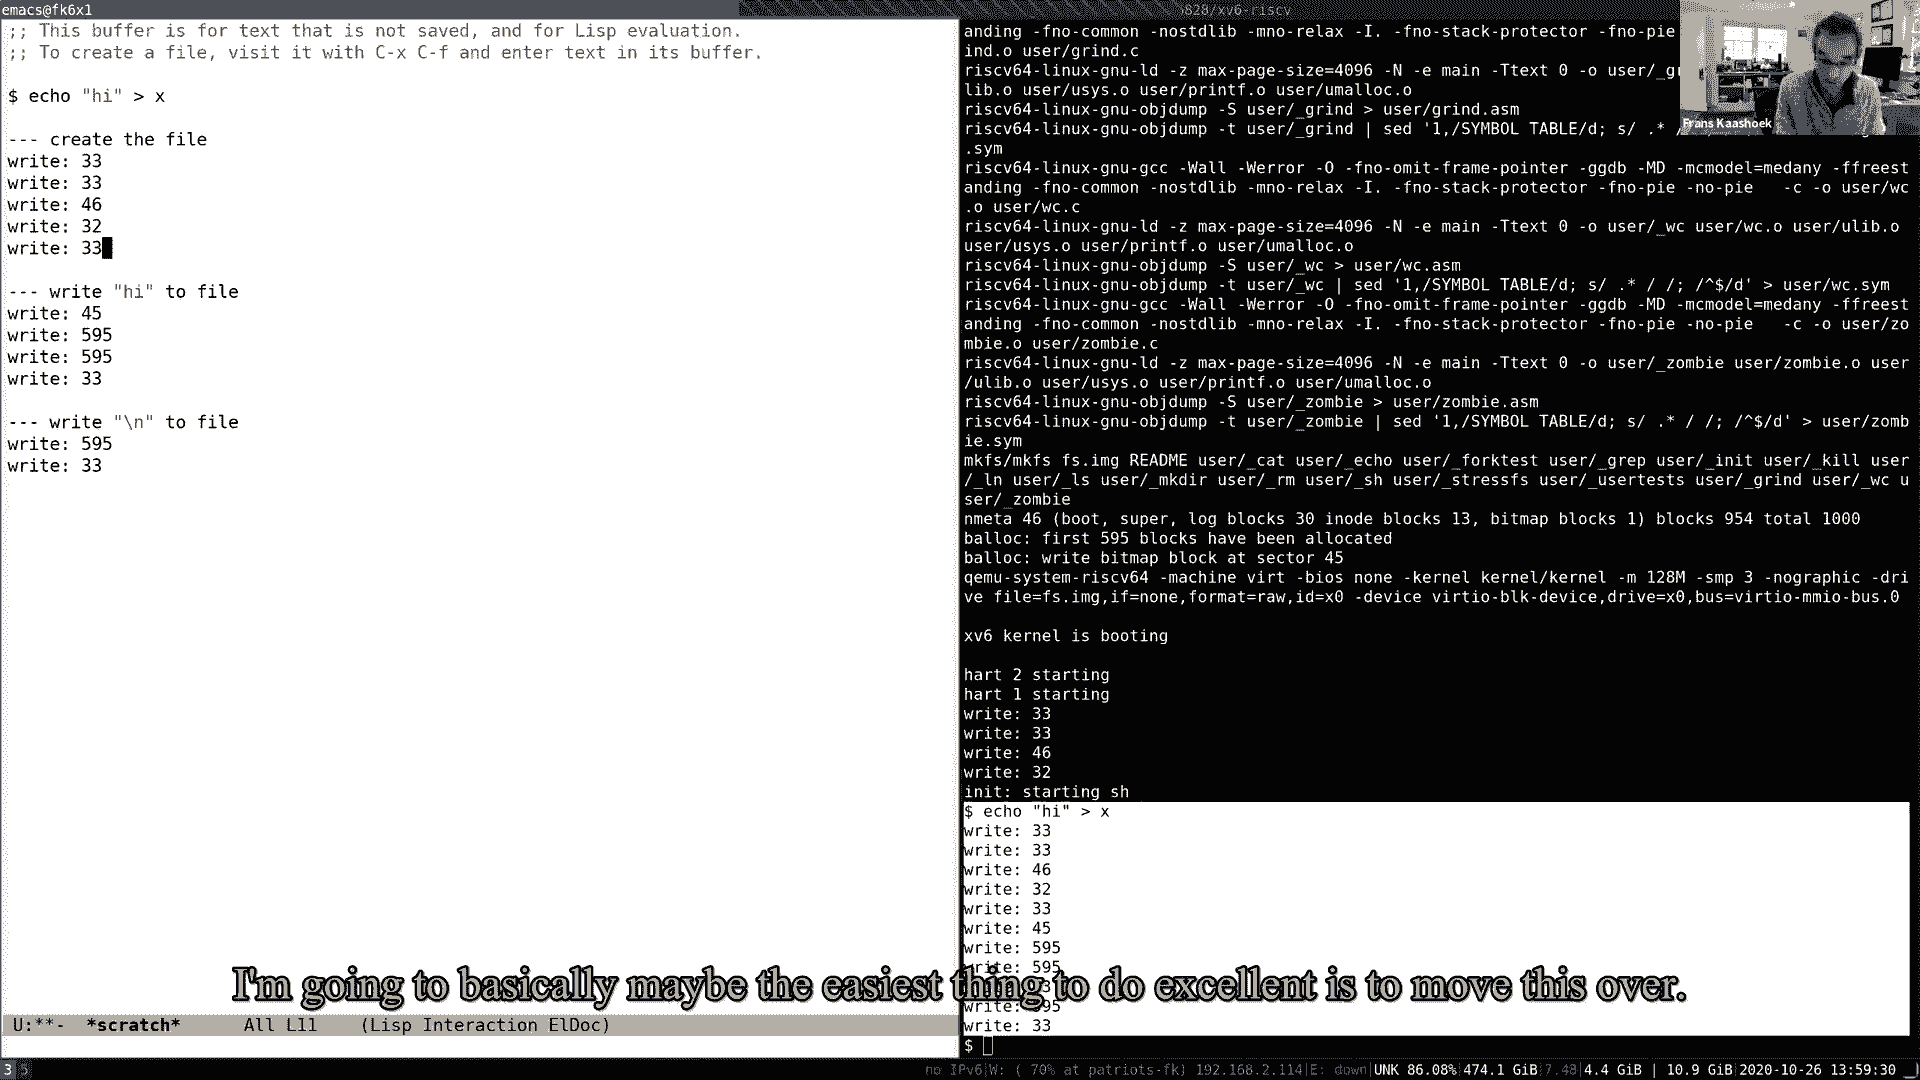 emacs@fk6x1
;; This buffer is for text that is not saved, and for Lisp evaluation.
;; To create a file, visit it with C-x C-f and enter text in its buffer.
$ echo "hi" > x
--- create the file
write: 33
write: 33
write: 46
write: 32
write: 33
--- write "hi" to file
write: 45
write: 595
write: 595
write: 33
--- write "\n" to file
write: 595
write: 33
U:**- *scratch* All L11 (Lisp Interaction ElDoc)
828/xv6-riscv
anding -fno-common -nostdlib -mno-relax -I. -fno-stack-protector -fno-pie
ind.o user/grind.c
riscv64-linux-gnu-ld -z max-page-size=4096 -N -e main -Ttext 0 -o
lib.o user/usys.o user/printf.o user/umalloc.o
riscv64-linux-gnu-objdump -S user/_grind > user/grind.asm
riscv64-linux-gnu-objdump -t user/_grind | sed '1,/SYMBOL TABLE/d; s/ .*
.sym
riscv64-linux-gnu-gcc -Wall -Werror -O -fno-omit-frame-pointer -ggdb -MD -mcmodel=medany -ffreest
anding -fno-common -nostdlib -mno-relax -I. -fno-stack-protector -fno-pie -no-pie   -c -o user/wc
.o user/wc.c
riscv64-linux-gnu-ld -z max-page-size=4096 -N -e main -Ttext 0 -o user/_wc user/wc.o user/ulib.o
user/usys.o user/printf.o user/umalloc.o
riscv64-linux-gnu-objdump -S user/_wc > user/wc.asm
riscv64-linux-gnu-objdump -t user/_wc | sed '1,/SYMBOL TABLE/d; s/ .* / /; /^$/d' > user/wc.sym
riscv64-linux-gnu-gcc -Wall -Werror -O -fno-omit-frame-pointer -ggdb -MD -mcmodel=medany -ffreest
anding -fno-common -nostdlib -mno-relax -I. -fno-stack-protector -fno-pie -no-pie   -c -o user/zo
mbie.o user/zombie.c
riscv64-linux-gnu-ld -z max-page-size=4096 -N -e main -Ttext 0 -o user/_zombie user/zombie.o user
/ulib.o user/usys.o user/printf.o user/umalloc.o
riscv64-linux-gnu-objdump -S user/_zombie > user/zombie.asm
riscv64-linux-gnu-objdump -t user/_zombie | sed '1,/SYMBOL TABLE/d; s/ .* / /; /^$/d' > user/zomb
ie.sym
mkfs/mkfs fs.img README user/_cat user/_echo user/_forktest user/_grep user/_init user/_kill user
/_ln user/_ls user/_mkdir user/_rm user/_sh user/_stressfs user/_usertests user/_grind user/_wc u
ser/_zombie
nmeta 46 (boot, super, log blocks 30 inode blocks 13, bitmap blocks 1) blocks 954 total 1000
balloc: first 595 blocks have been allocated
balloc: write bitmap block at sector 45
qemu-system-riscv64 -machine virt -bios none -kernel kernel/kernel -m 128M -smp 3 -nographic -dri
ve file=fs.img,if=none,format=raw,id=x0 -device virtio-blk-device,drive=x0,bus=virtio-mmio-bus.0
xv6 kernel is booting
hart 2 starting
hart 1 starting
write: 33
write: 33
write: 46
write: 32
init: starting sh
$ echo "hi" > x
write: 33
write: 33
write: 46
write: 32
write: 33
write: 45
write: 595
write: 595
write: 33
$
Frans Kaashoek
I'm going to basically maybe the easiest thing to do excellent is to move this over.
3 5
no IPv6|W: ( 70% at patriots-fk) 192.168.2.114|E: down|UNK 86.08%|474.1 GiB|7.48|4.4 GiB | 10.9 GiB|2020-10-26 13:59:30